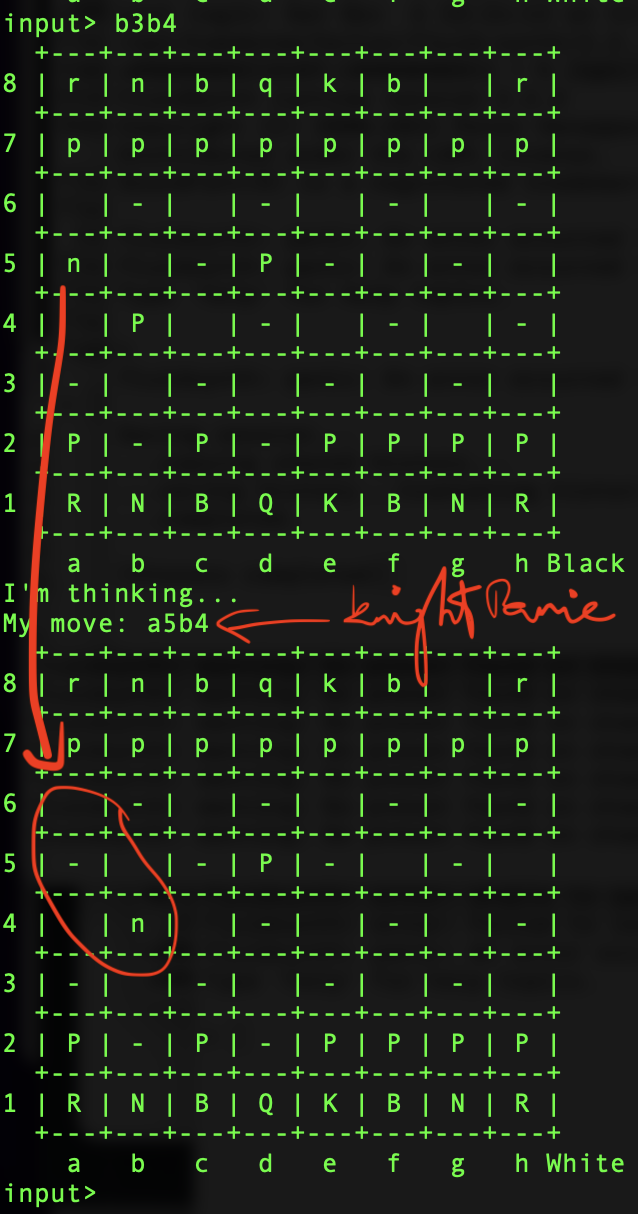 input> b3b4
+---+---+---+---+---+---+---+---+
8 | r | n | b | q | k | b |   | r |
+---+---+---+---+---+---+---+---+
7 | p | p | p | p | p | p | p | p |
+---+---+---+---+---+---+---+---+
6 |   | - |   | - |   | - |   | - |
+---+---+---+---+---+---+---+---+
5 | n |   | - | P | - |   | - |   |
+---+---+---+---+---+---+---+---+
4 |   | P |   | - |   | - |   | - |
+---+---+---+---+---+---+---+---+
3 | - |   | - |   | - |   | - |   |
+---+---+---+---+---+---+---+---+
2 | P | - | P | - | P | P | P | P |
+---+---+---+---+---+---+---+---+
1 | R | N | B | Q | K | B | N | R |
+---+---+---+---+---+---+---+---+
a b c d e f g h Black
I'm thinking...
My move: a5b4 knight Panic
+---+---+---+---+---+---+---+---+
8 | r | n | b | q | k | b |   | r |
+---+---+---+---+---+---+---+---+
7 | p | p | p | p | p | p | p | p |
+---+---+---+---+---+---+---+---+
6 |   | - |   | - |   | - |   | - |
+---+---+---+---+---+---+---+---+
5 | - |   | - | P | - |   | - |   |
+---+---+---+---+---+---+---+---+
4 |   | n |   | - |   | - |   | - |
+---+---+---+---+---+---+---+---+
3 | - |   | - |   | - |   | - |   |
+---+---+---+---+---+---+---+---+
2 | P | - | P | - | P | P | P | P |
+---+---+---+---+---+---+---+---+
1 | R | N | B | Q | K | B | N | R |
+---+---+---+---+---+---+---+---+
a b c d e f g h White
input>